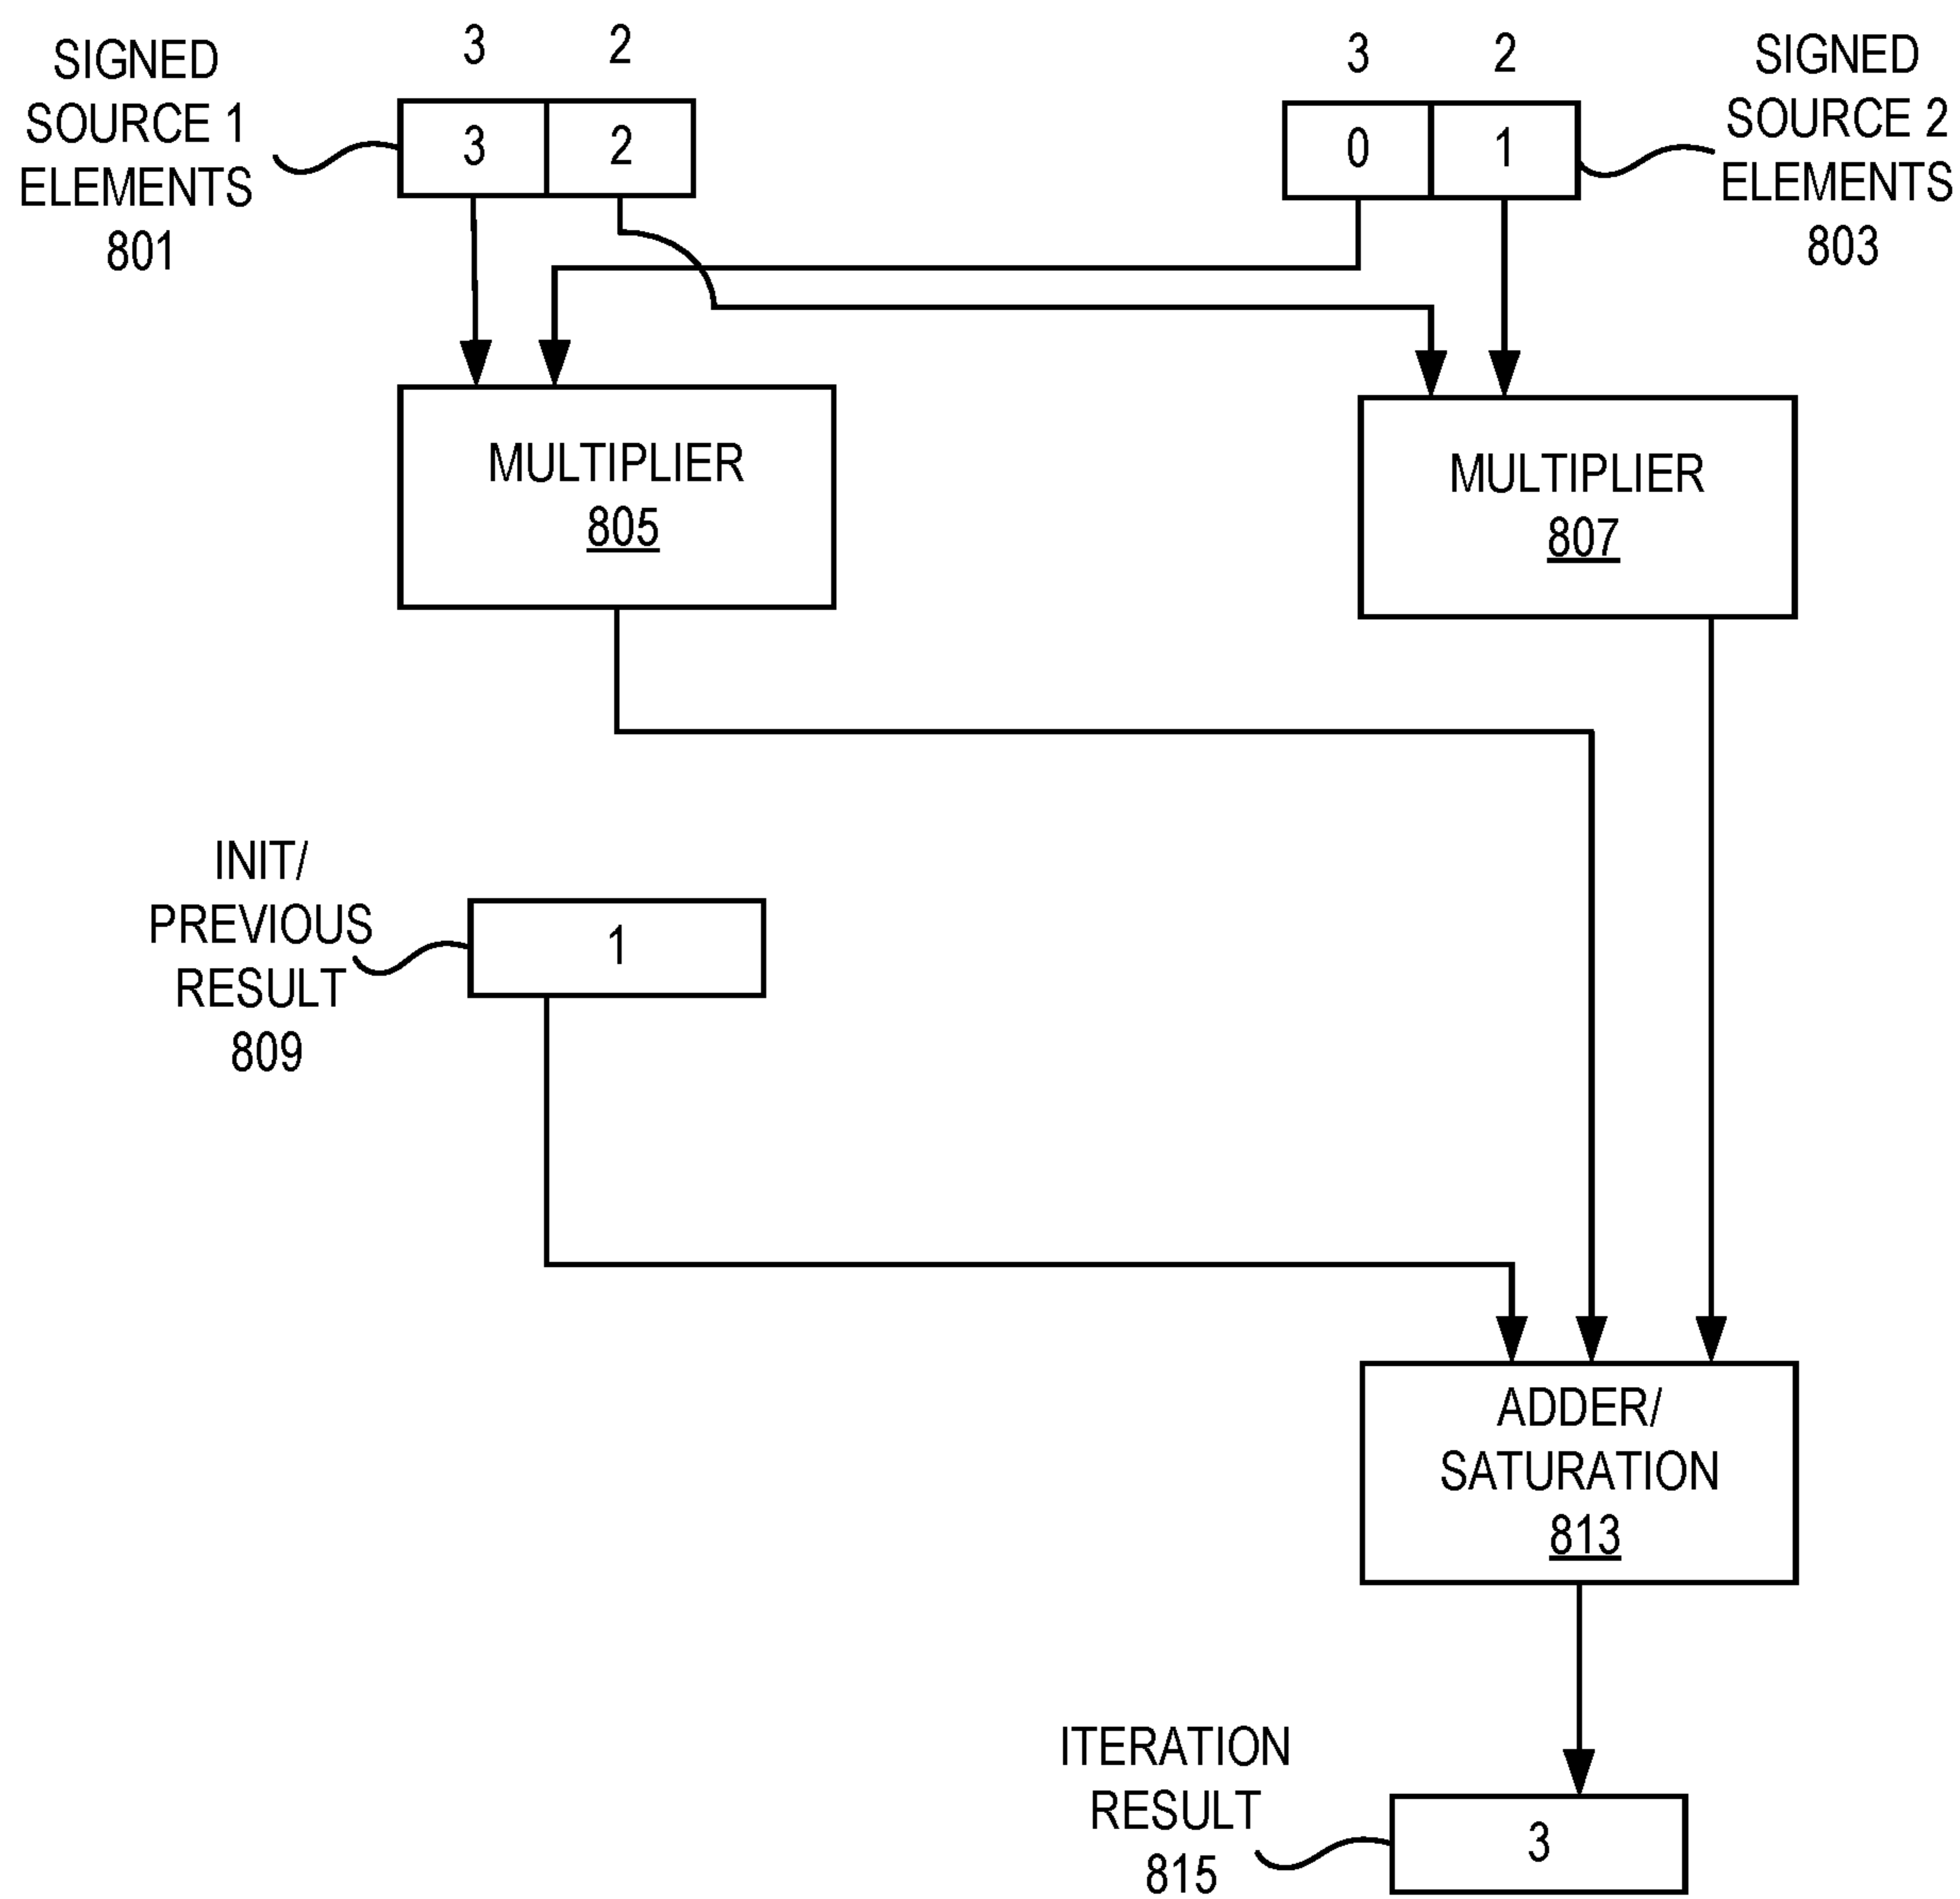 SIGNED
SOURCE 1
ELEMENTS
801
3 2
3 2
3 2
0 1
SIGNED
SOURCE 2
ELEMENTS
803
MULTIPLIER
805
MULTIPLIER
807
INIT/
PREVIOUS
RESULT
809
1
ADDER/
SATURATION
813
ITERATION
RESULT
815
3